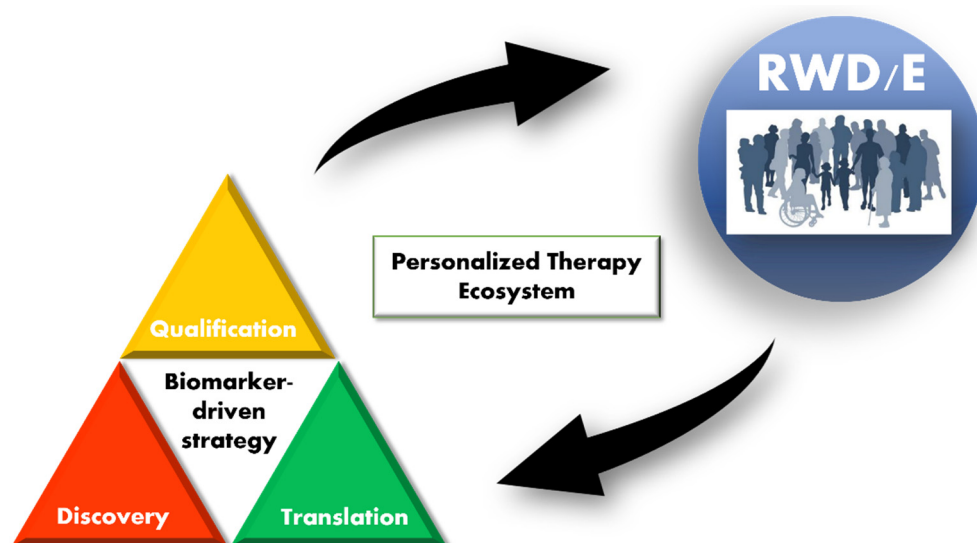 RWD/E
Personalized Therapy
Ecosystem
Qualification
Biomarker-
driven
strategy
Discovery
Translation